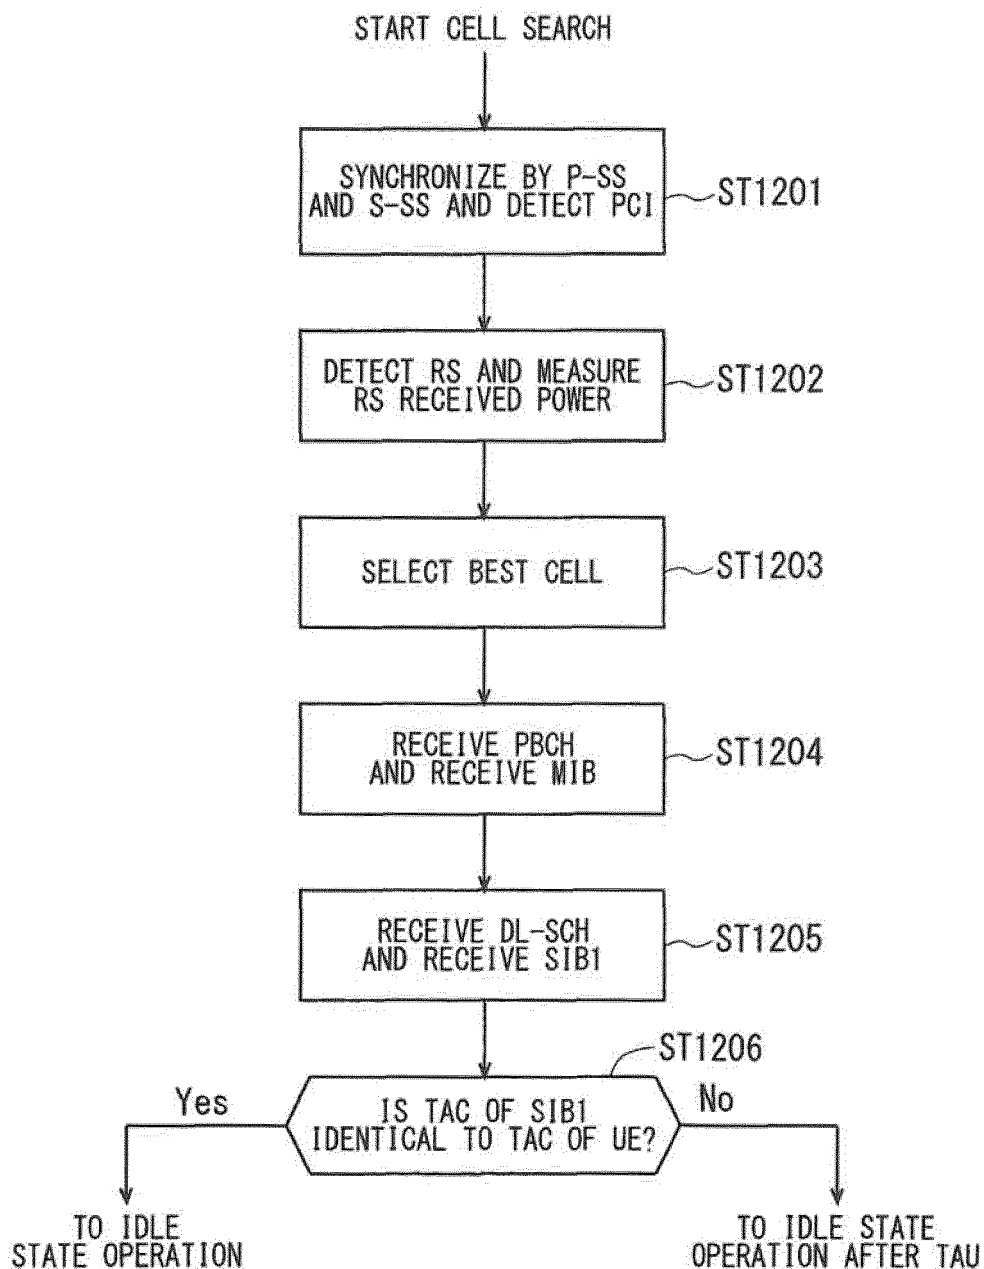 START CELL SEARCH
SYNCHRONIZE BY P-SS
AND S-SS AND DETECT PCI
ST1201
DETECT RS AND MEASURE
RS RECEIVED POWER
ST1202
SELECT BEST CELL
ST1203
RECEIVE PBCH
AND RECEIVE MIB
ST1204
RECEIVE DL-SCH
AND RECEIVE SIB1
ST1205
ST1206
Yes
IS TAC OF SIB1
IDENTICAL TO TAC OF UE?
No
TO IDLE
STATE OPERATION
TO IDLE STATE
OPERATION AFTER TAU